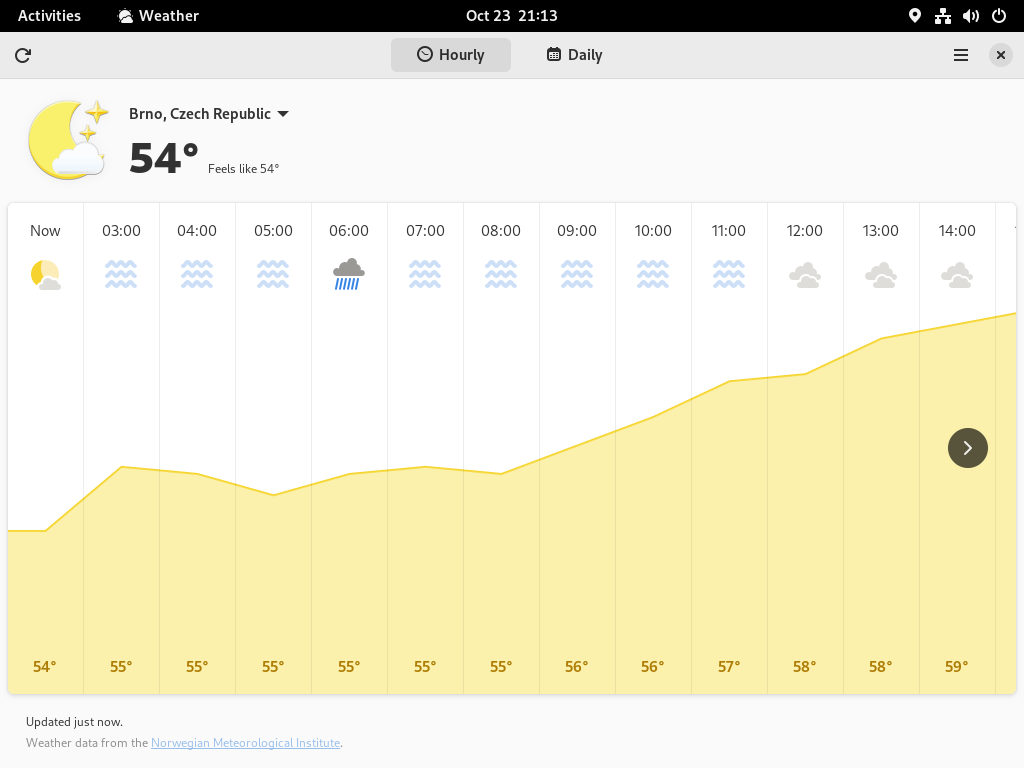 Activities Weather Oct 23 21:13
Hourly Daily
Brno, Czech Republic
54° Feels like 54°
Now 03:00 04:00 05:00 06:00 07:00 08:00 09:00 10:00 11:00 12:00 13:00 14:00
54° 55° 55° 55° 55° 55° 55° 56° 56° 57° 58° 58° 59°
Updated just now.
Weather data from the Norwegian Meteorological Institute.